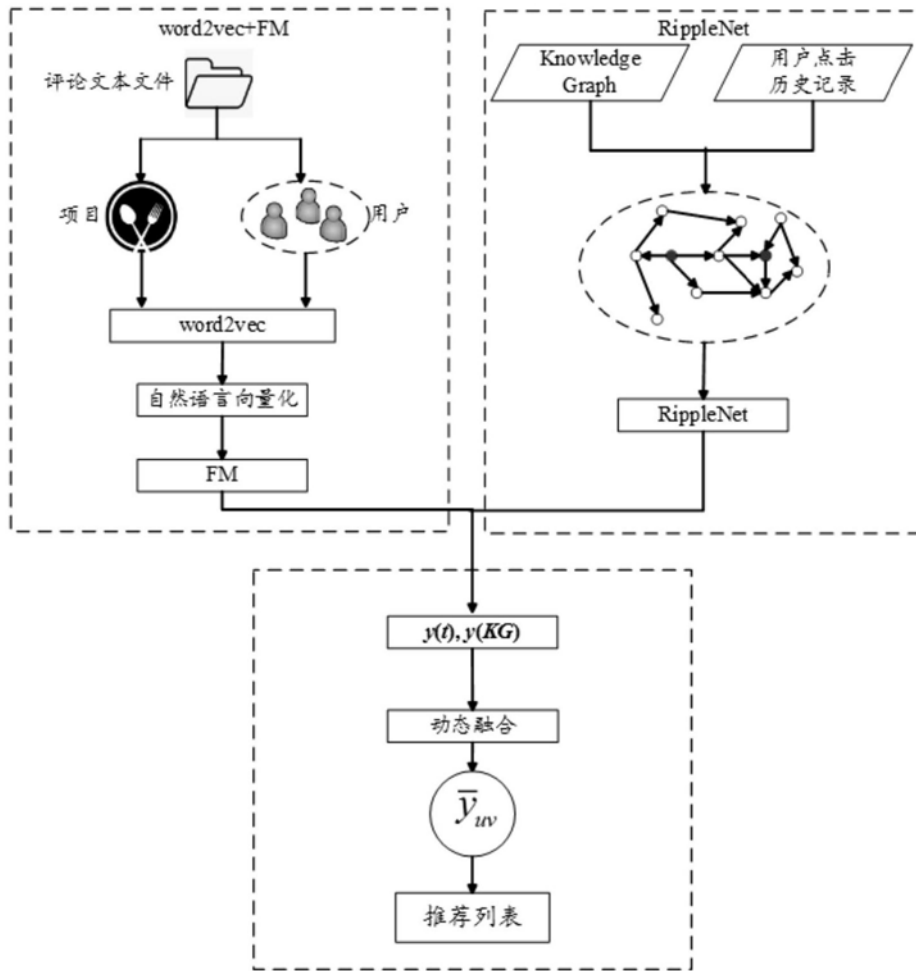 word2vec+FM
评论文本文件
项目
用户
word2vec
自然语言向量化
FM
RippleNet
Knowledge
Graph
用户点击
历史记录
RippleNet
y(t), y(KG)
动态融合
y̅uv
推荐列表